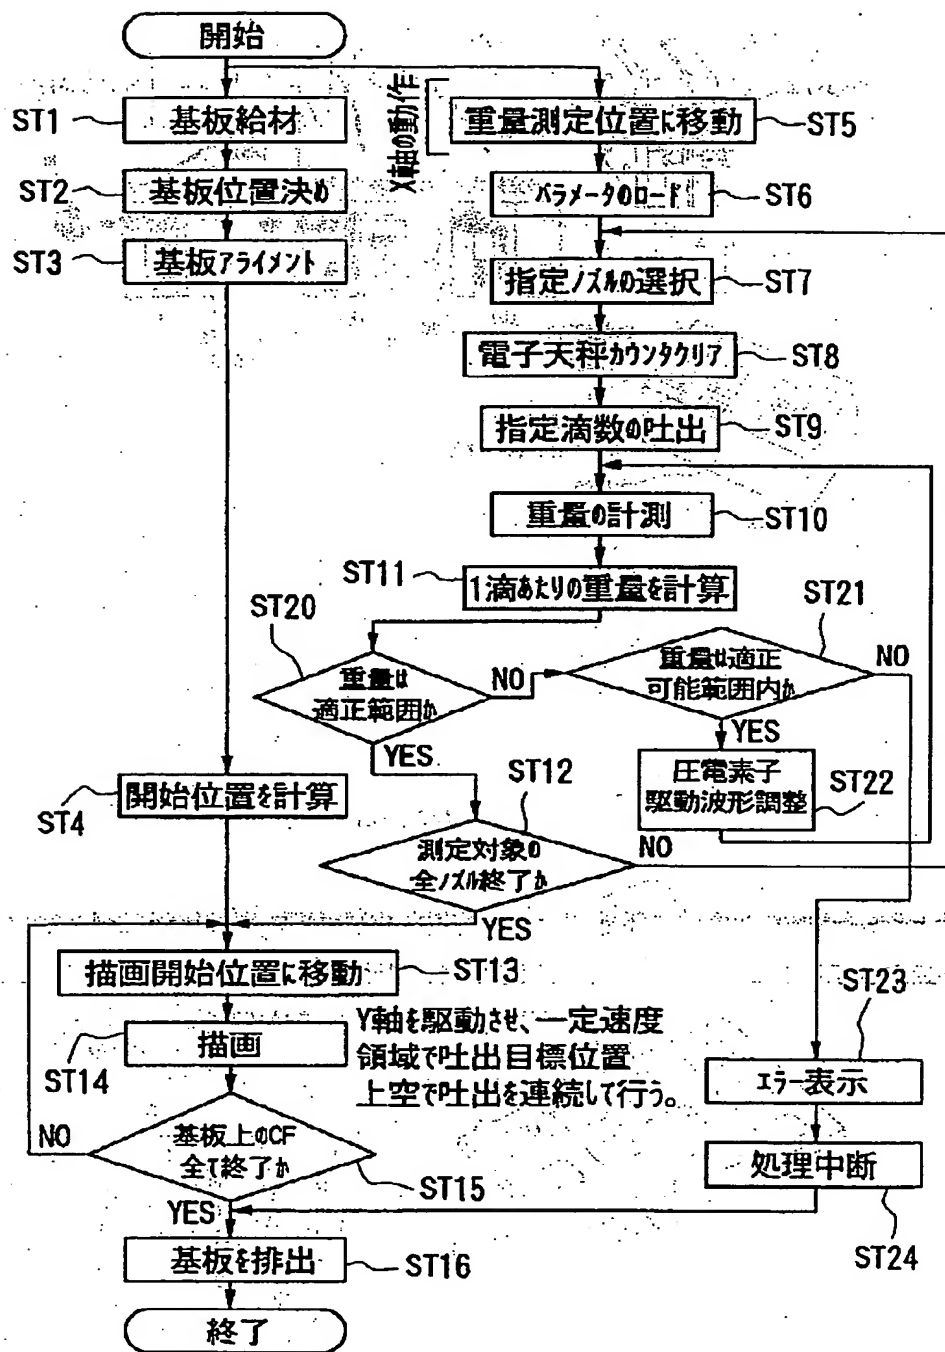 開始
ST1
基板給材
ST2
基板位置決め
ST3
基板アライメント
X軸の動作
重量測定位置に移動
ST5
パラメータのロード
ST6
指定ノズルの選択
ST7
電子天秤カウンタクリア
ST8
指定滴数の吐出
ST9
重量の計測
ST10
ST11
1滴あたりの重量を計算
ST20
重量は
適正範囲か
NO
YES
ST21
重量は適正
可能範囲内か
NO
YES
圧電素子
駆動波形調整
ST22
開始位置を計算
ST4
ST12
測定対象の
全ノズル終了か
NO
YES
描画開始位置に移動
ST13
描画
ST14
Y軸を駆動させ、一定速度
領域で吐出目標位置
上空で吐出を連続して行う。
NO
基板上のCF
全て終了か
ST15
YES
ST23
エラー表示
処理中断
ST24
基板を排出
ST16
終了